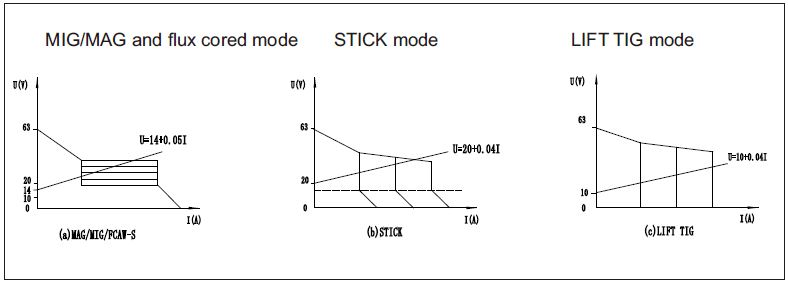 MIG/MAG and flux cored mode
STICK mode
LIFT TIG mode
U(V)
63
20
14
10
0
U=14+0.05I
I(A)
(a)MAG/MIG/FCAW-S
U(V)
63
20
0
U=20+0.04I
I(A)
(b)STICK
U(V)
63
10
0
U=10+0.04I
I(A)
(c)LIFT TIG